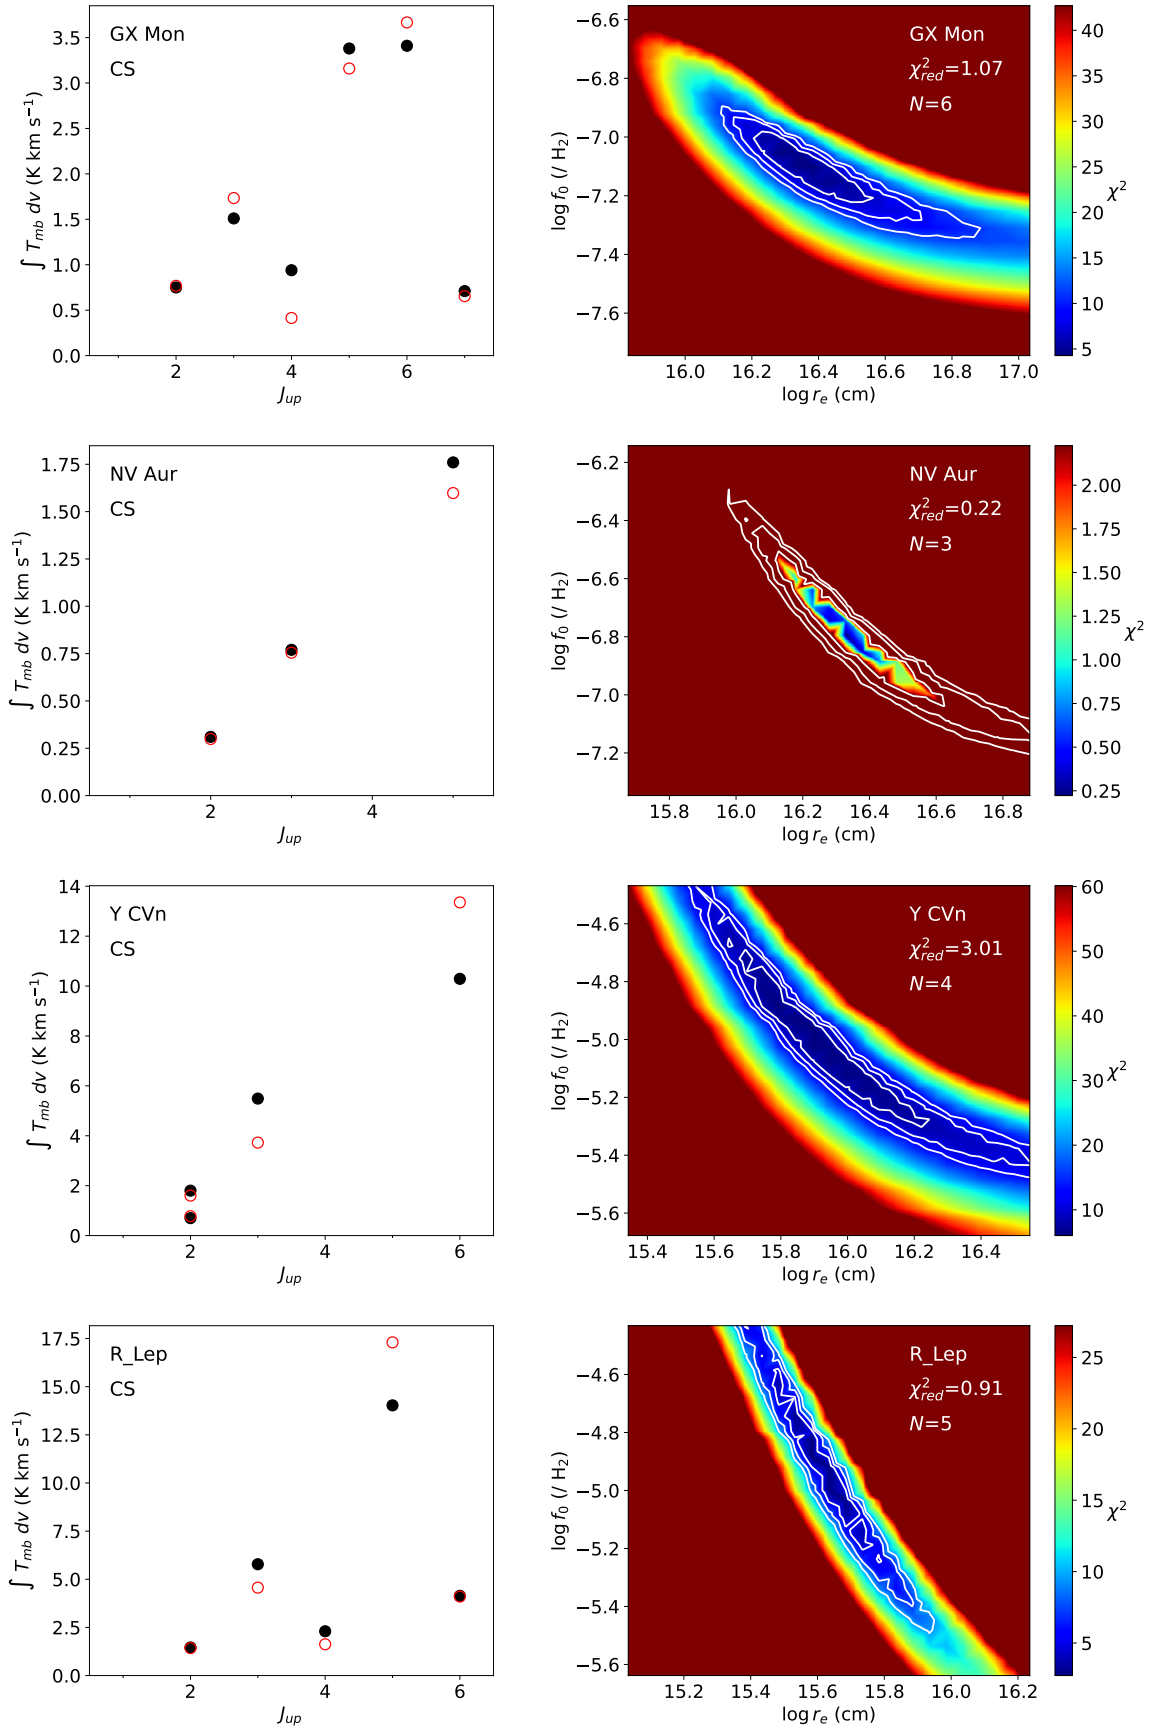 GX Mon
CS
3.5
3.0
2.5
2.0
1.5
1.0
0.5
0.0
∫ T_mb dv (K km s⁻¹)
2 4 6
J_up
GX Mon
χ²_red=1.07
N=6
−6.6
−6.8
−7.0
−7.2
−7.4
−7.6
log f₀ (/ H₂)
16.0 16.2 16.4 16.6 16.8 17.0
log r_e (cm)
40
35
30
25
20
15
10
5
χ²
NV Aur
CS
1.75
1.50
1.25
1.00
0.75
0.50
0.25
0.00
∫ T_mb dv (K km s⁻¹)
2 4
J_up
NV Aur
χ²_red=0.22
N=3
−6.2
−6.4
−6.6
−6.8
−7.0
−7.2
log f₀ (/ H₂)
15.8 16.0 16.2 16.4 16.6 16.8
log r_e (cm)
2.00
1.75
1.50
1.25
1.00
0.75
0.50
0.25
χ²
Y CVn
CS
14
12
10
8
6
4
2
0
∫ T_mb dv (K km s⁻¹)
2 4 6
J_up
Y CVn
χ²_red=3.01
N=4
−4.6
−4.8
−5.0
−5.2
−5.4
−5.6
log f₀ (/ H₂)
15.4 15.6 15.8 16.0 16.2 16.4
log r_e (cm)
60
50
40
30
20
10
χ²
R_Lep
CS
17.5
15.0
12.5
10.0
7.5
5.0
2.5
0.0
∫ T_mb dv (K km s⁻¹)
2 4 6
J_up
R_Lep
χ²_red=0.91
N=5
−4.6
−4.8
−5.0
−5.2
−5.4
−5.6
log f₀ (/ H₂)
15.2 15.4 15.6 15.8 16.0 16.2
log r_e (cm)
25
20
15
10
5
χ²